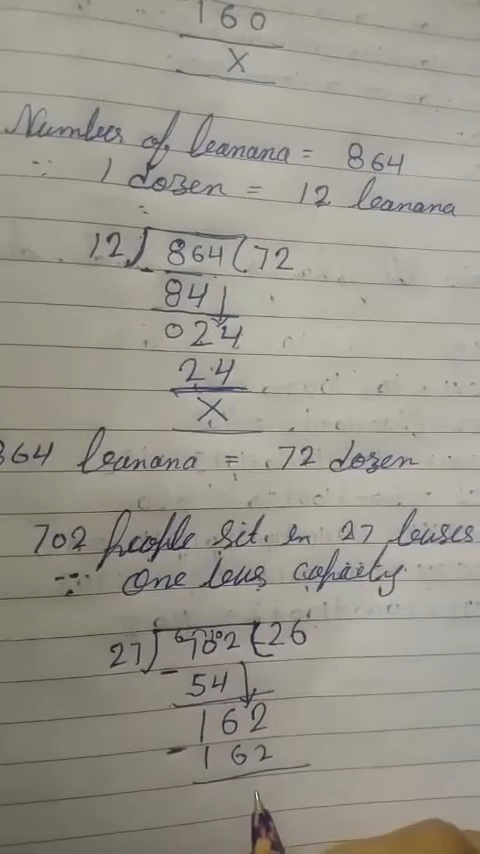 160
X
Number of banana = 864
∵ 1 dozen = 12 banana
12) 864 (72
84
024
24
X
864 banana = 72 dozen
702 people sit in 27 buses
∵ One bus capaity
27) 702 (26
54
162
- 162